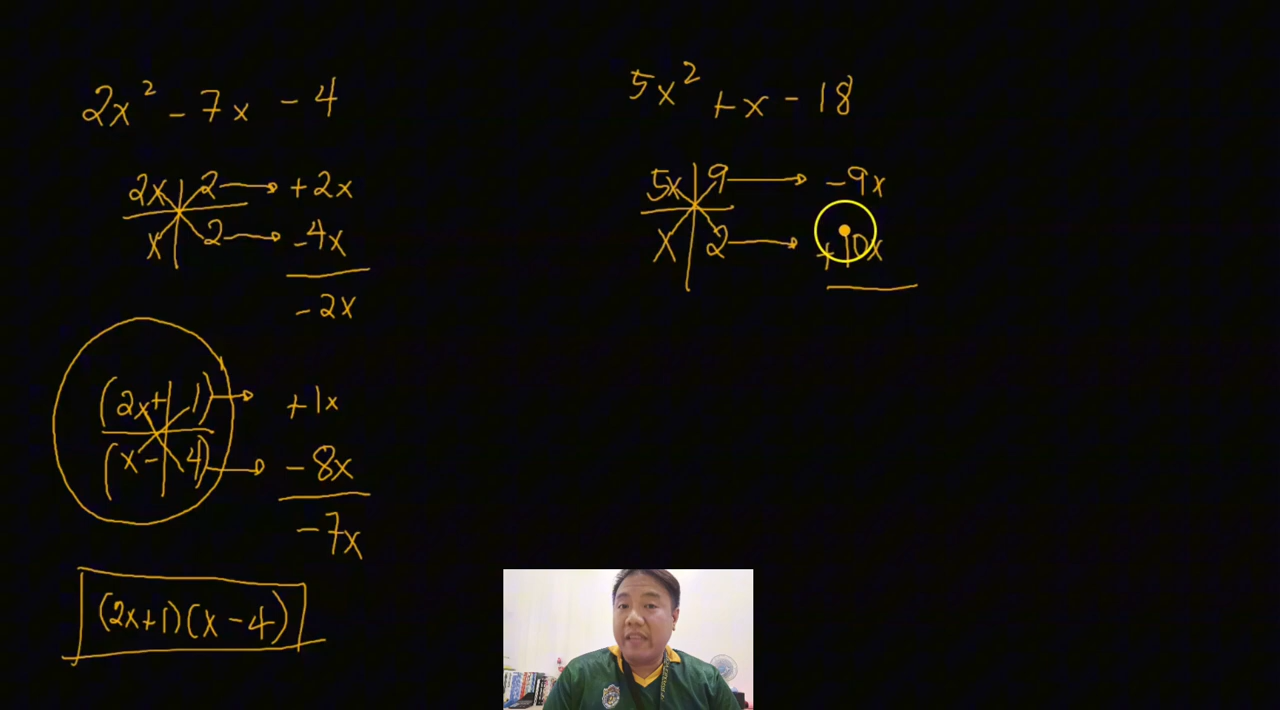 2x² - 7x - 4
2x 2 → +2x
x 2 → -4x
-2x
(2x + 1) → +1x
(x - 4) → -8x
-7x
(2x+1)(x-4)
5x² + x - 18
5x 9 → -9x
x 2 → +10x